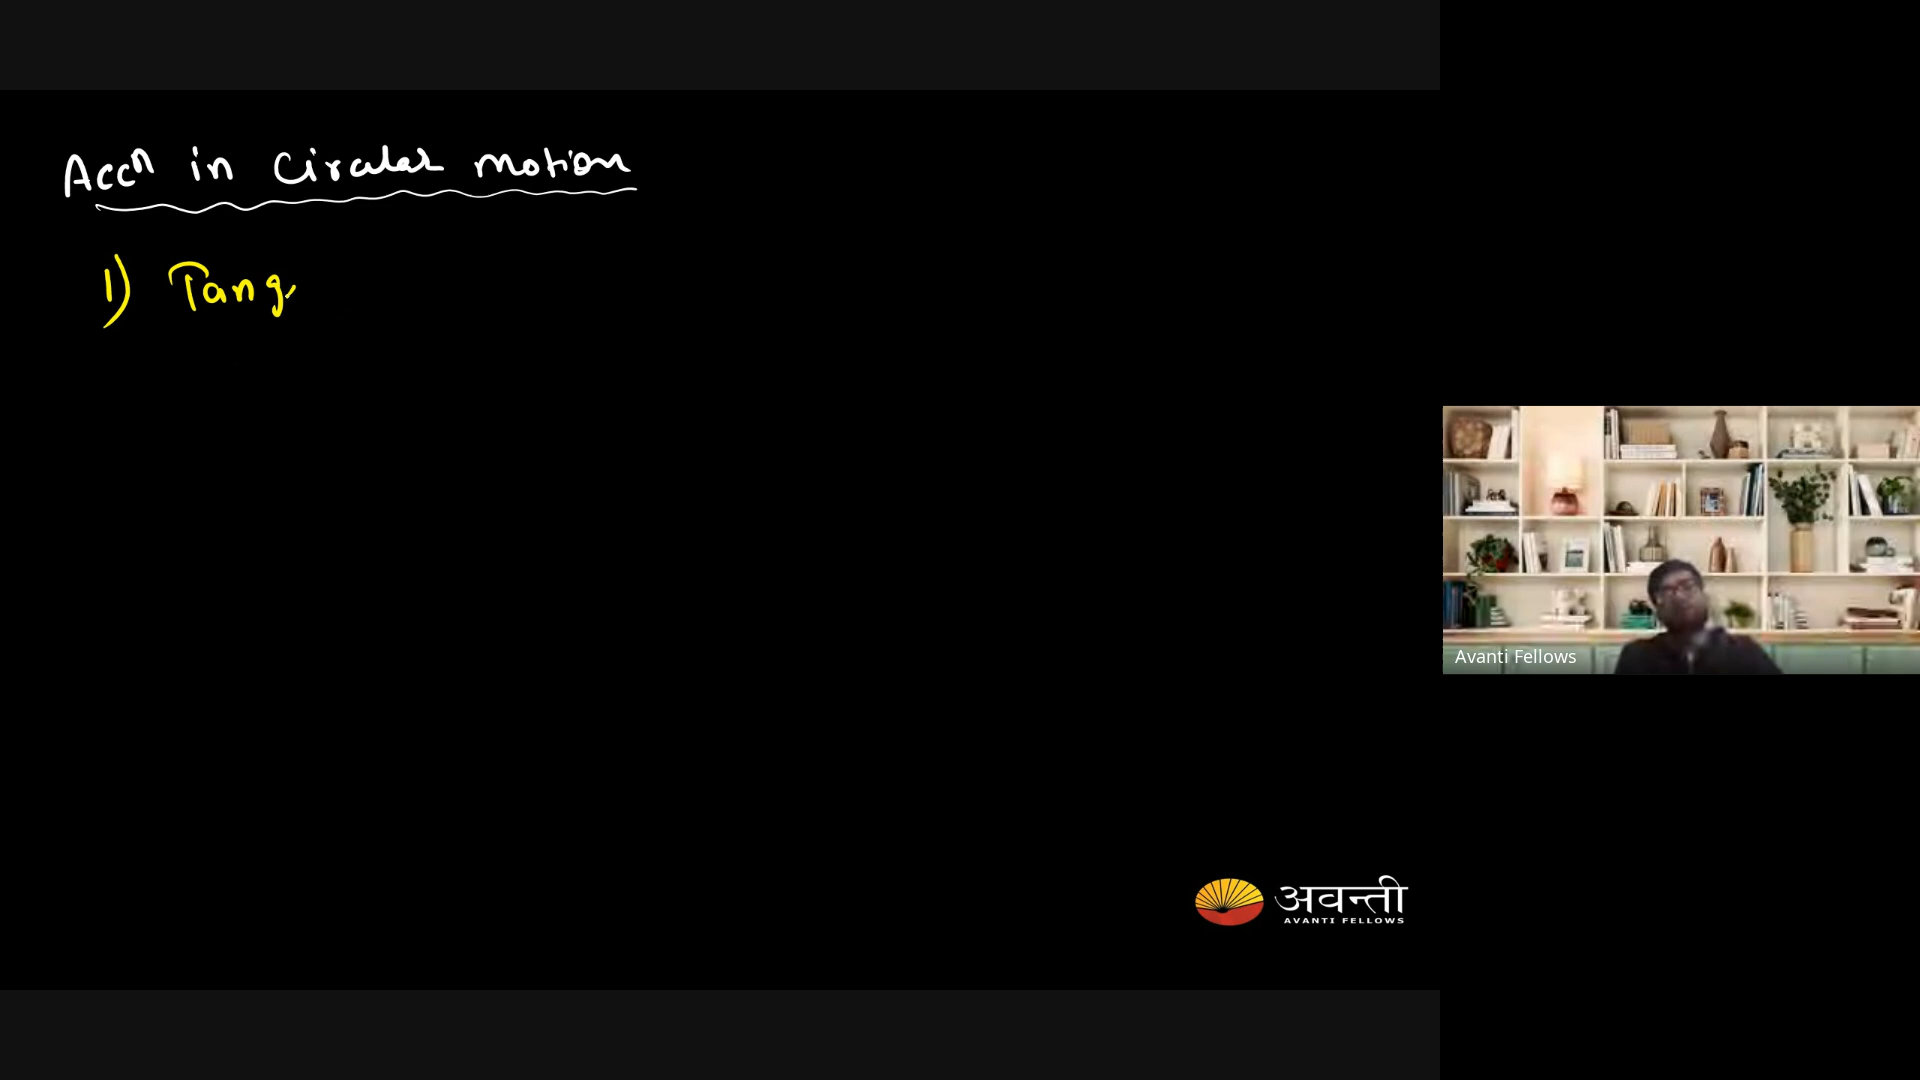 Accn in Circular motion
1) Tang
Avanti Fellows
अवन्ती
AVANTI FELLOWS